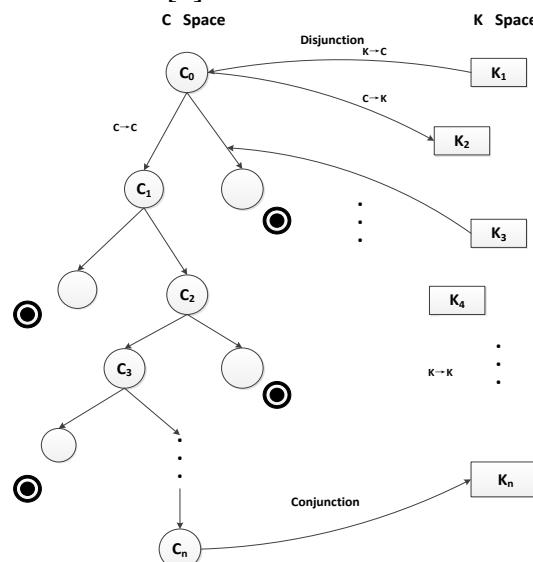 C Space
K Space
Disjunction
K→C
C₀
K₁
C→K
C→C
K₂
C₁
K₃
C₂
K₄
C₃
K→K
Kₙ
Conjunction
Cₙ